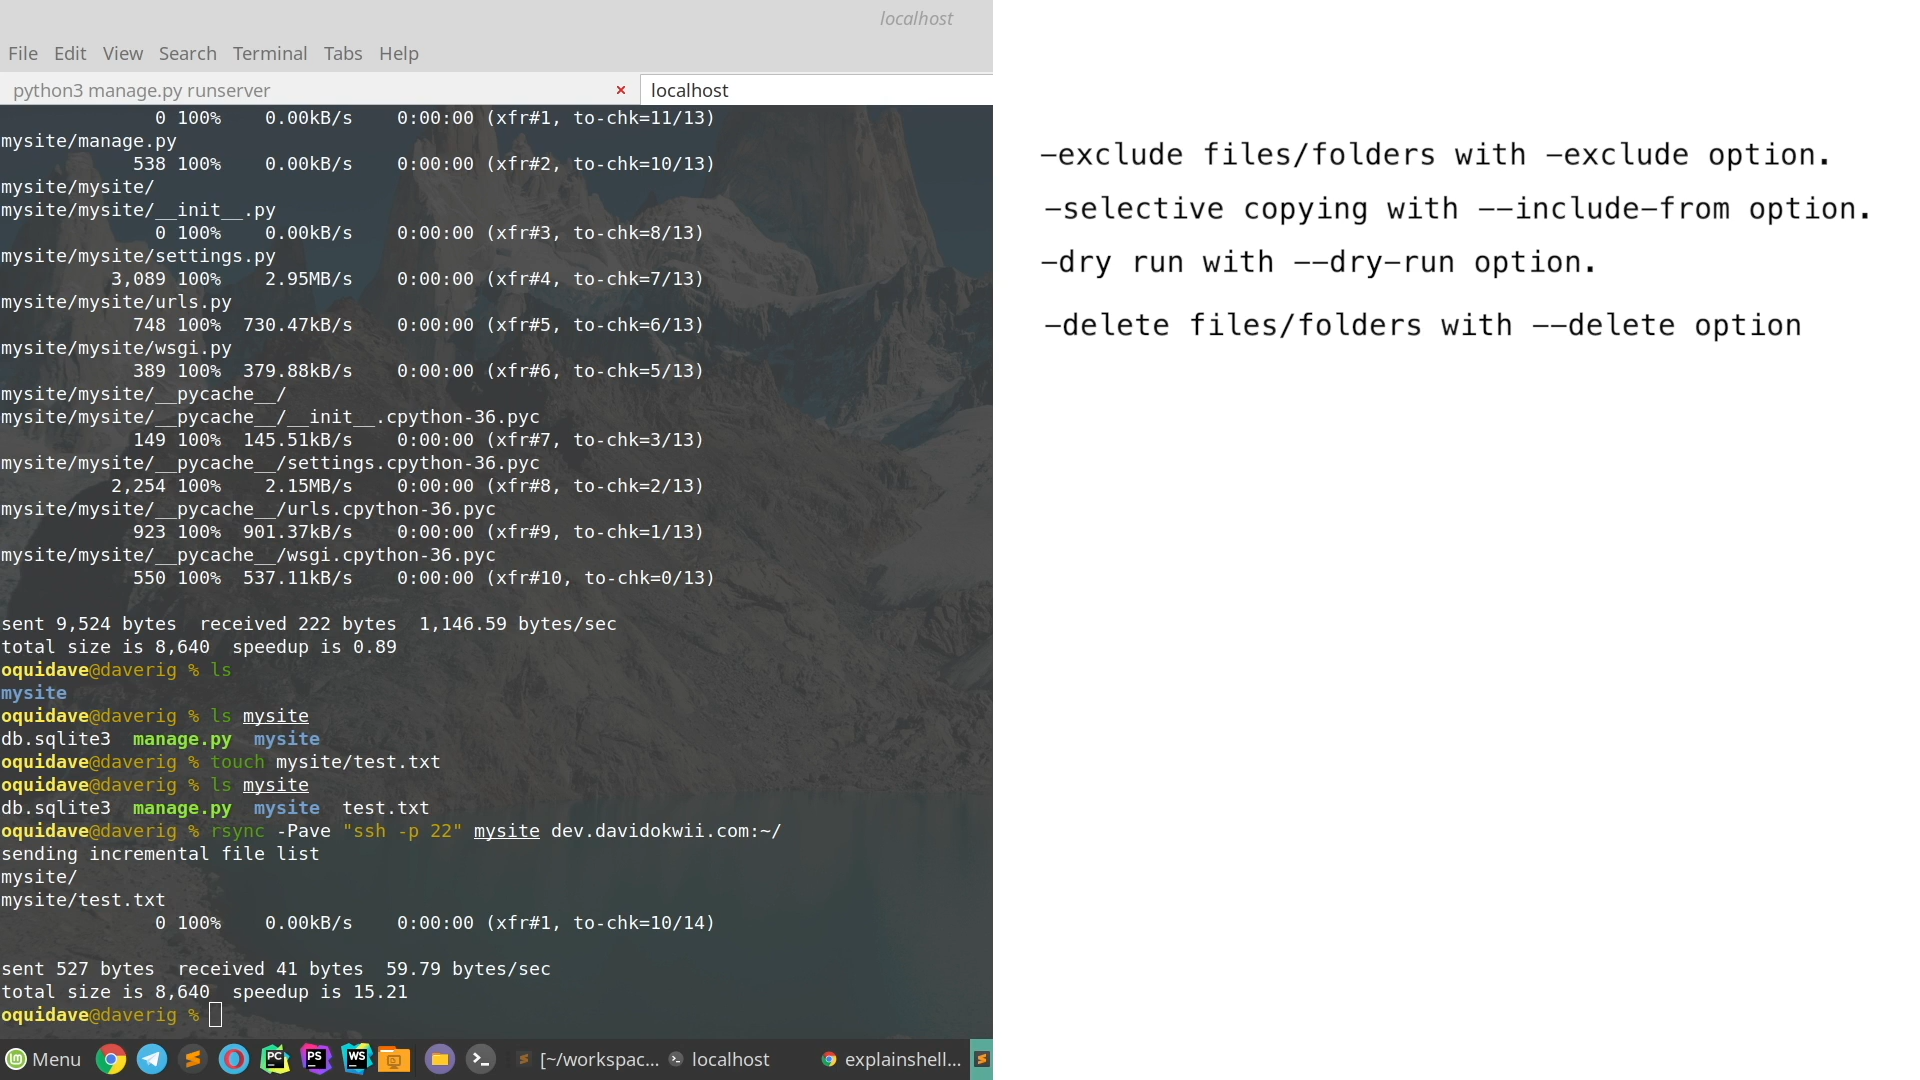 localhost
File Edit View Search Terminal Tabs Help
python3 manage.py runserver × localhost
0 100% 0.00kB/s 0:00:00 (xfr#1, to-chk=11/13)
mysite/manage.py
538 100% 0.00kB/s 0:00:00 (xfr#2, to-chk=10/13)
mysite/mysite/
mysite/mysite/__init__.py
0 100% 0.00kB/s 0:00:00 (xfr#3, to-chk=8/13)
mysite/mysite/settings.py
3,089 100% 2.95MB/s 0:00:00 (xfr#4, to-chk=7/13)
mysite/mysite/urls.py
748 100% 730.47kB/s 0:00:00 (xfr#5, to-chk=6/13)
mysite/mysite/wsgi.py
389 100% 379.88kB/s 0:00:00 (xfr#6, to-chk=5/13)
mysite/mysite/__pycache__/
mysite/mysite/__pycache__/__init__.cpython-36.pyc
149 100% 145.51kB/s 0:00:00 (xfr#7, to-chk=3/13)
mysite/mysite/__pycache__/settings.cpython-36.pyc
2,254 100% 2.15MB/s 0:00:00 (xfr#8, to-chk=2/13)
mysite/mysite/__pycache__/urls.cpython-36.pyc
923 100% 901.37kB/s 0:00:00 (xfr#9, to-chk=1/13)
mysite/mysite/__pycache__/wsgi.cpython-36.pyc
550 100% 537.11kB/s 0:00:00 (xfr#10, to-chk=0/13)
sent 9,524 bytes received 222 bytes 1,146.59 bytes/sec
total size is 8,640 speedup is 0.89
oquidave@daverig % ls
mysite
oquidave@daverig % ls mysite
db.sqlite3 manage.py mysite
oquidave@daverig % touch mysite/test.txt
oquidave@daverig % ls mysite
db.sqlite3 manage.py mysite test.txt
oquidave@daverig % rsync -Pave "ssh -p 22" mysite dev.davidokwii.com:~/
sending incremental file list
mysite/
mysite/test.txt
0 100% 0.00kB/s 0:00:00 (xfr#1, to-chk=10/14)
sent 527 bytes received 41 bytes 59.79 bytes/sec
total size is 8,640 speedup is 15.21
oquidave@daverig %
Menu PC PS WS [~/workspac... localhost explainshell...
–exclude files/folders with –exclude option.
–selective copying with ––include–from option.
–dry run with ––dry–run option.
–delete files/folders with ––delete option